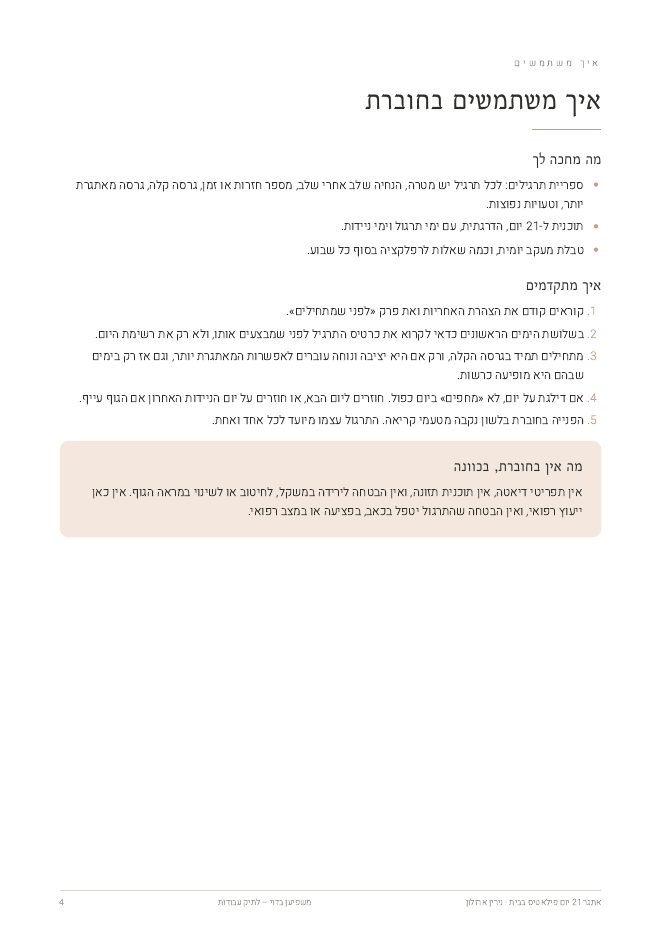 איך משתמשים
איך משתמשים בחוברת
מה מחכה לך
• ספריית תרגילים: לכל תרגיל יש מטרה, הנחיה שלב אחרי שלב, מספר חזרות או זמן, גרסה קלה, גרסה מאתגרת
יותר, וטעויות נפוצות.
• תוכנית ל-21 יום, הדרגתית, עם ימי תרגול וימי ניידות.
• טבלת מעקב יומית, וכמה שאלות לרפלקציה בסוף כל שבוע.
איך מתקדמים
1. קוראים קודם את הצהרת האחריות ואת פרק «לפני שמתחילים».
2. בשלושת הימים הראשונים כדאי לקרוא את כרטיס התרגיל לפני שמבצעים אותו, ולא רק את רשימת היום.
3. מתחילים תמיד בגרסה הקלה, ורק אם היא יציבה ונוחה עוברים לאפשרות המאתגרת יותר, וגם אז רק בימים
שבהם היא מופיעה כרשות.
4. אם דילגת על יום, לא «מחפים» ביום כפול. חוזרים ליום הבא, או חוזרים על יום הניידות האחרון אם הגוף עייף.
5. הפנייה בחוברת בלשון נקבה מטעמי קריאה. התרגול עצמו מיועד לכל אחד ואחת.
מה אין בחוברת, בכוונה
אין תפריטי דיאטה, אין תוכנית תזונה, ואין הבטחה לירידה במשקל, לחיטוב או לשינוי במראה הגוף. אין כאן
ייעוץ רפואי, ואין הבטחה שהתרגול יטפל בכאב, בפציעה או במצב רפואי.
אתגר 21 יום פילאטיס בבית · נירין אוזלון
משפיען בדוי – לתיק עבודות
4